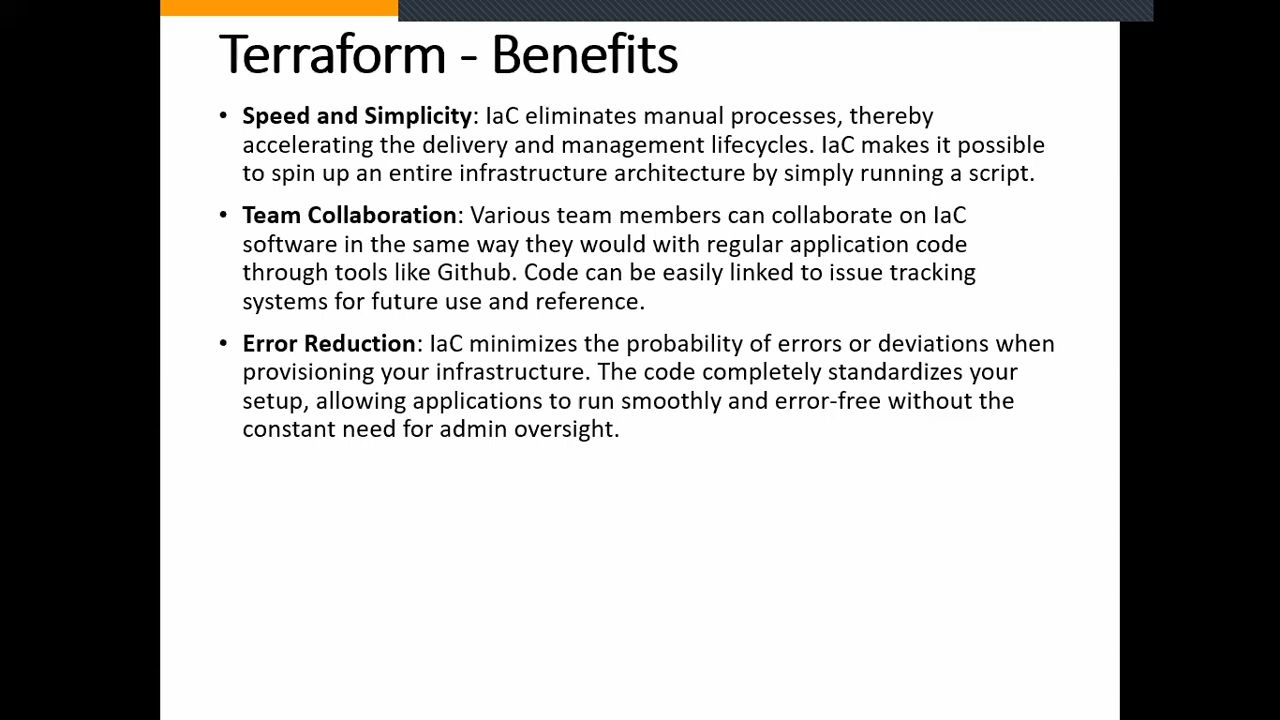 Terraform - Benefits
• Speed and Simplicity: IaC eliminates manual processes, thereby
accelerating the delivery and management lifecycles. IaC makes it possible
to spin up an entire infrastructure architecture by simply running a script.
• Team Collaboration: Various team members can collaborate on IaC
software in the same way they would with regular application code
through tools like Github. Code can be easily linked to issue tracking
systems for future use and reference.
• Error Reduction: IaC minimizes the probability of errors or deviations when
provisioning your infrastructure. The code completely standardizes your
setup, allowing applications to run smoothly and error-free without the
constant need for admin oversight.